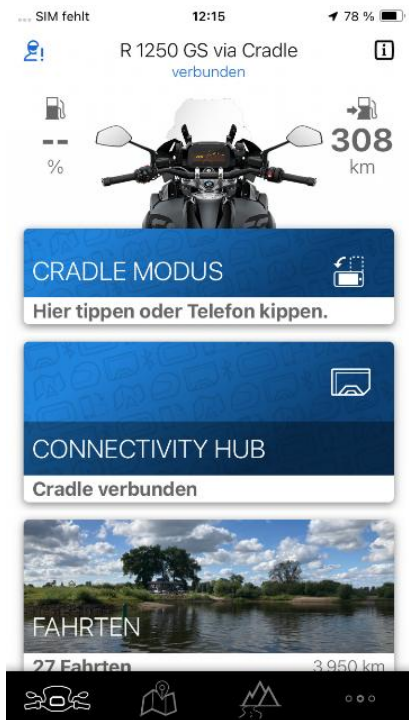 SIM fehlt 12:15 78 %
R 1250 GS via Cradle
verbunden
-- 308
% km
CRADLE MODUS
Hier tippen oder Telefon kippen.
CONNECTIVITY HUB
Cradle verbunden
FAHRTEN
27 Fahrten 3.950 km